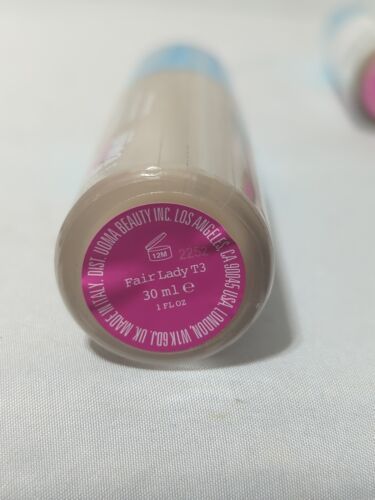 DIST. UOMA BEAUTY INC. LOS ANGELES, CA 90045 USA. LONDON, W1K 6DJ, UK. MADE IN ITALY.
12M
Fair Lady T3
30 ml ℮
1 FL OZ